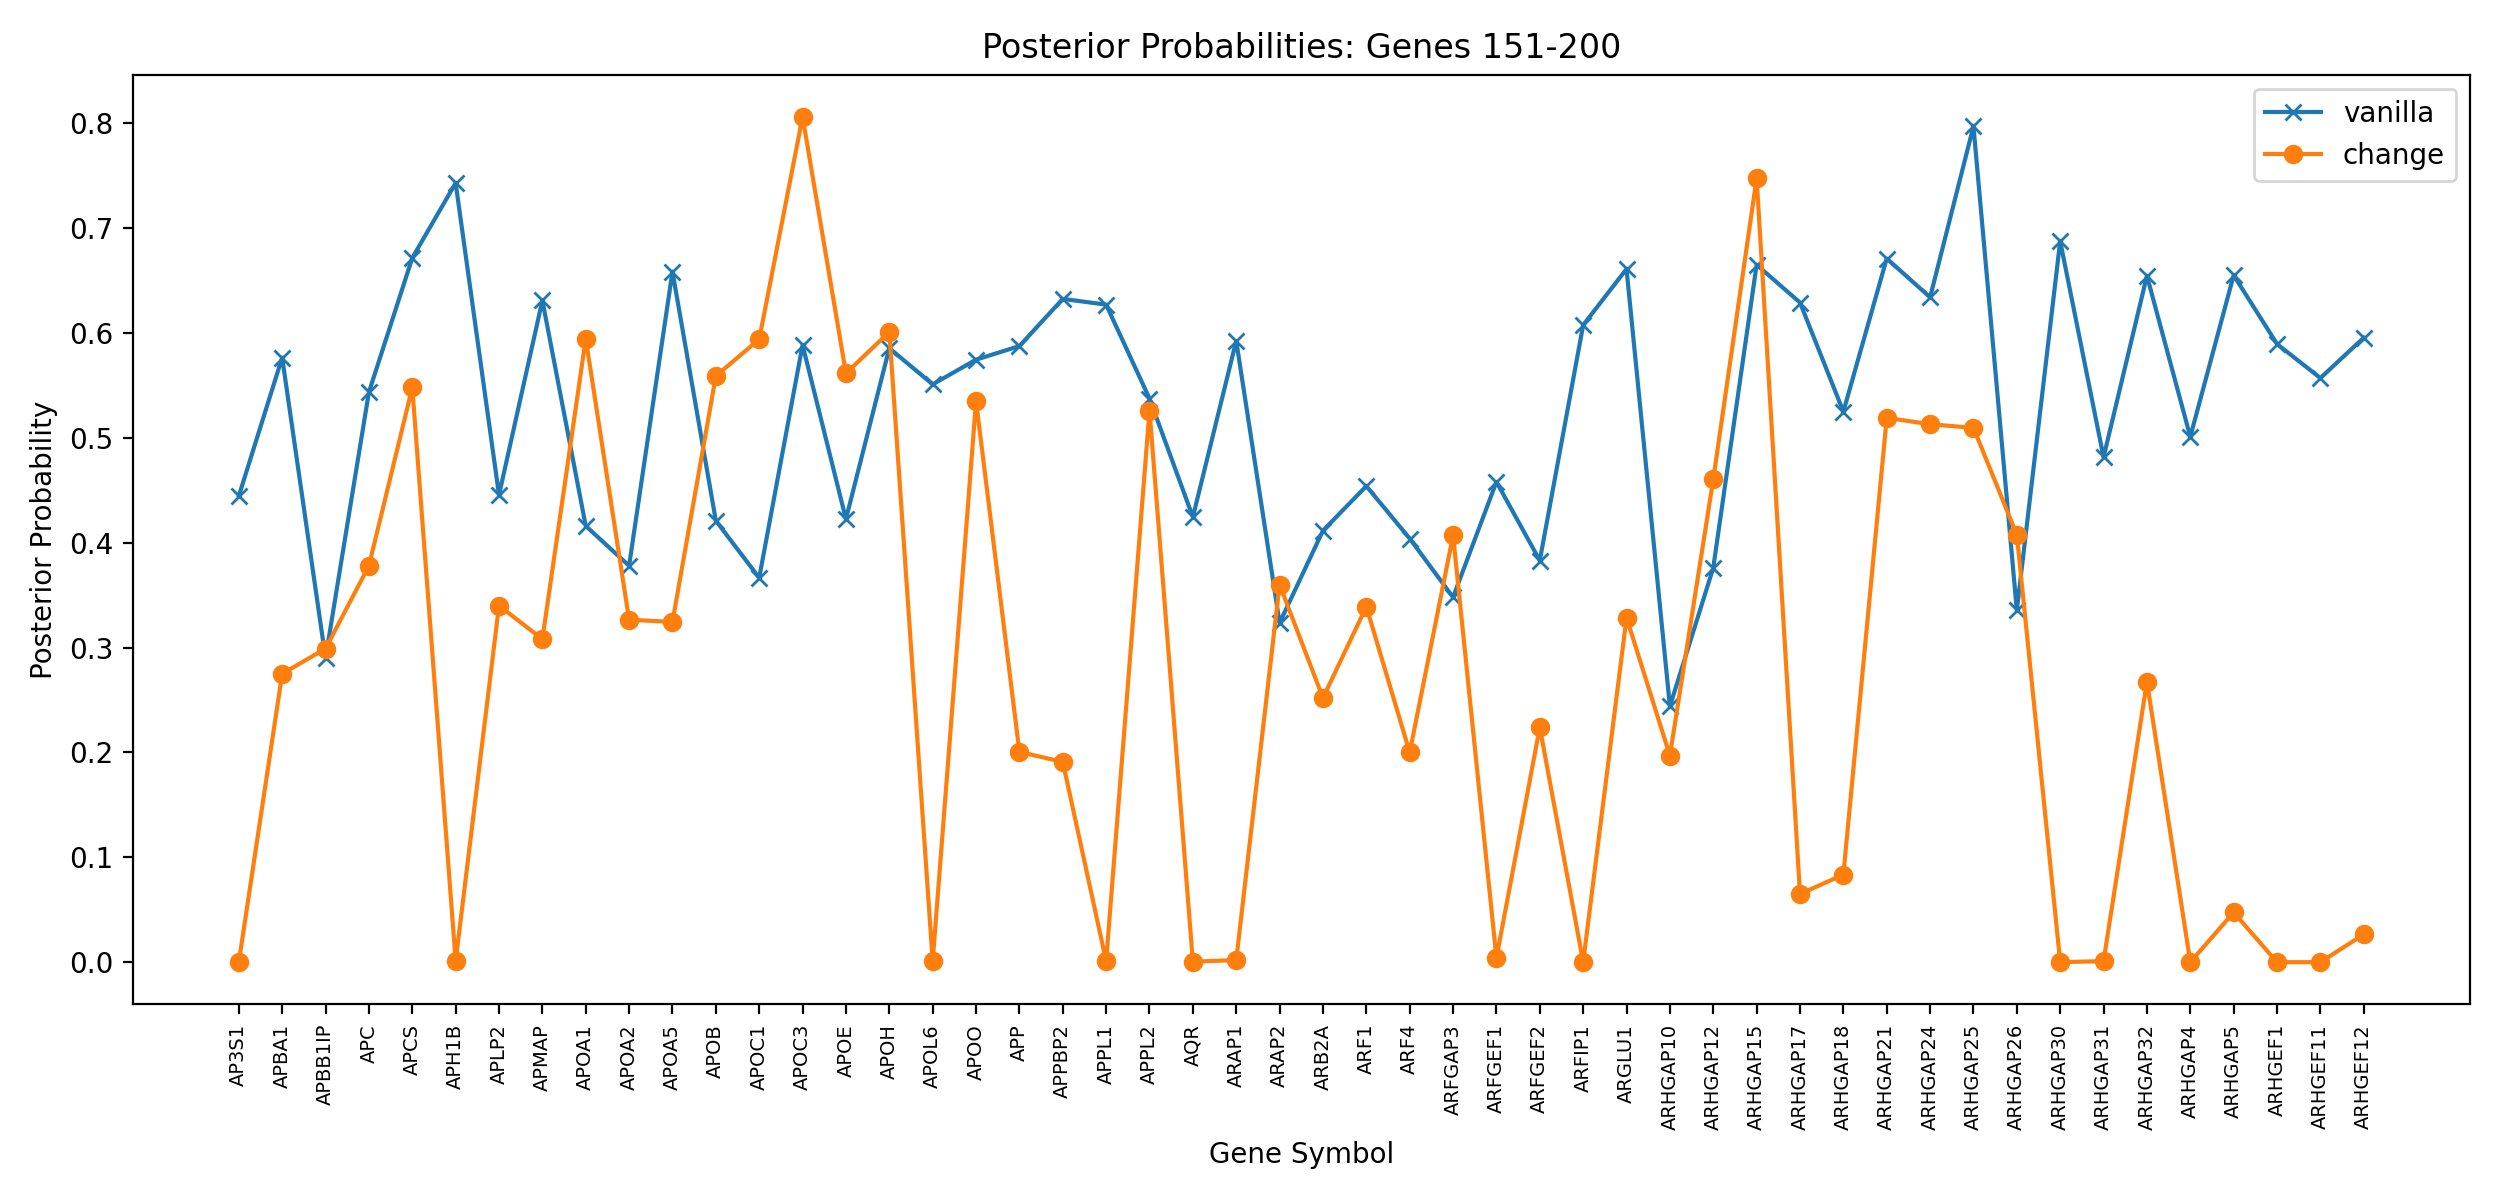 Posterior Probabilities: Genes 151-200
vanilla
change
Posterior Probability
0.8
0.7
0.6
0.5
0.4
0.3
0.2
0.1
0.0
AP3S1
APBA1
APBB1IP
APC
APCS
APH1B
APLP2
APMAP
APOA1
APOA2
APOA5
APOB
APOC1
APOC3
APOE
APOH
APOL6
APOO
APP
APPBP2
APPL1
APPL2
AQR
ARAP1
ARAP2
ARB2A
ARF1
ARF4
ARFGAP3
ARFGEF1
ARFGEF2
ARFIP1
ARGLU1
ARHGAP10
ARHGAP12
ARHGAP15
ARHGAP17
ARHGAP18
ARHGAP21
ARHGAP24
ARHGAP25
ARHGAP26
ARHGAP30
ARHGAP31
ARHGAP32
ARHGAP4
ARHGAP5
ARHGEF1
ARHGEF11
ARHGEF12
Gene Symbol